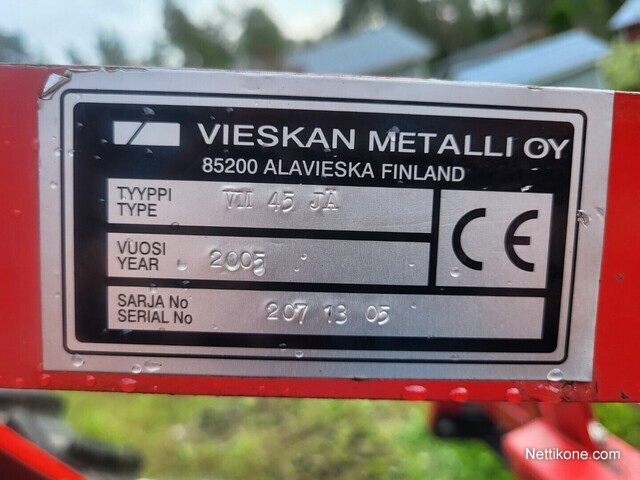 VIESKAN METALLI OY
85200 ALAVIESKA FINLAND
TYYPPI
TYPE
VM 45 JÄ
VUOSI
YEAR
2005
SARJA No
SERIAL No
207 13 05
CE
Nettikone.com